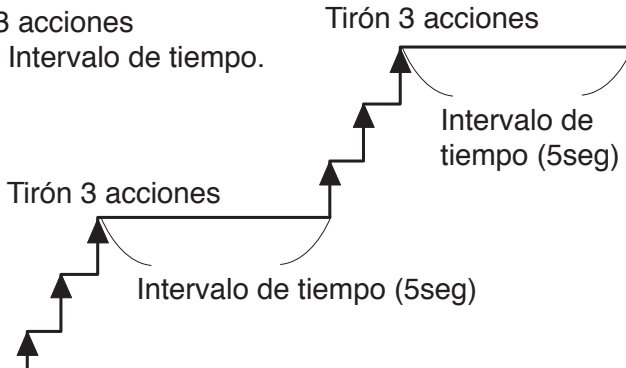 3 acciones
Intervalo de tiempo.
Tirón 3 acciones
Intervalo de
tiempo (5seg)
Tirón 3 acciones
Intervalo de tiempo (5seg)